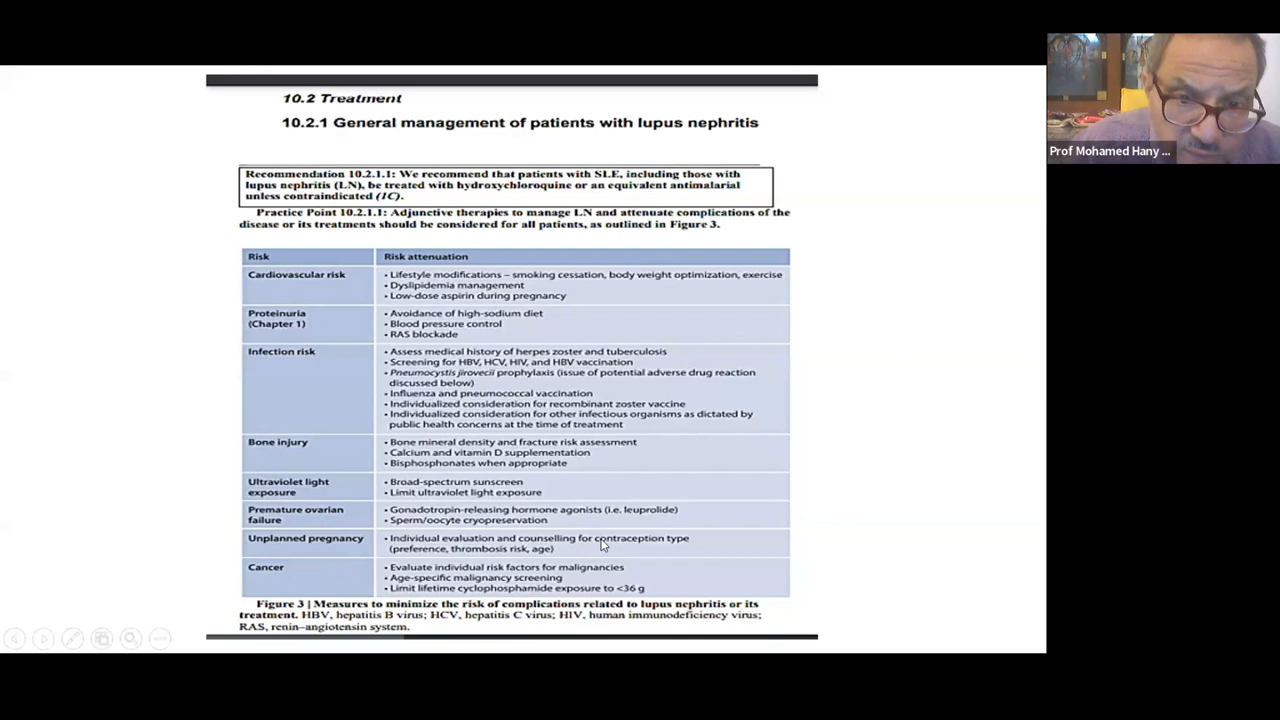 10.2 Treatment
10.2.1 General management of patients with lupus nephritis
Recommendation 10.2.1.1: We recommend that patients with SLE, including those with
lupus nephritis (LN), be treated with hydroxychloroquine or an equivalent antimalarial
unless contraindicated (1C).
Practice Point 10.2.1.1: Adjunctive therapies to manage LN and attenuate complications of the
disease or its treatments should be considered for all patients, as outlined in Figure 3.
Risk
Risk attenuation
Cardiovascular risk
• Lifestyle modifications – smoking cessation, body weight optimization, exercise
• Dyslipidemia management
• Low-dose aspirin during pregnancy
Proteinuria
(Chapter 1)
• Avoidance of high-sodium diet
• Blood pressure control
• RAS blockade
Infection risk
• Assess medical history of herpes zoster and tuberculosis
• Screening for HBV, HCV, HIV, and HBV vaccination
• Pneumocystis jirovecii prophylaxis (issue of potential adverse drug reaction
discussed below)
• Influenza and pneumococcal vaccination
• Individualized consideration for recombinant zoster vaccine
• Individualized consideration for other infectious organisms as dictated by
public health concerns at the time of treatment
Bone injury
• Bone mineral density and fracture risk assessment
• Calcium and vitamin D supplementation
• Bisphosphonates when appropriate
Ultraviolet light
exposure
• Broad-spectrum sunscreen
• Limit ultraviolet light exposure
Premature ovarian
failure
• Gonadotropin-releasing hormone agonists (i.e. leuprolide)
• Sperm/oocyte cryopreservation
Unplanned pregnancy
• Individual evaluation and counselling for contraception type
(preference, thrombosis risk, age)
Cancer
• Evaluate individual risk factors for malignancies
• Age-specific malignancy screening
• Limit lifetime cyclophosphamide exposure to <36 g
Figure 3 | Measures to minimize the risk of complications related to lupus nephritis or its
treatment. HBV, hepatitis B virus; HCV, hepatitis C virus; HIV, human immunodeficiency virus;
RAS, renin–angiotensin system.
Prof Mohamed Hany ...